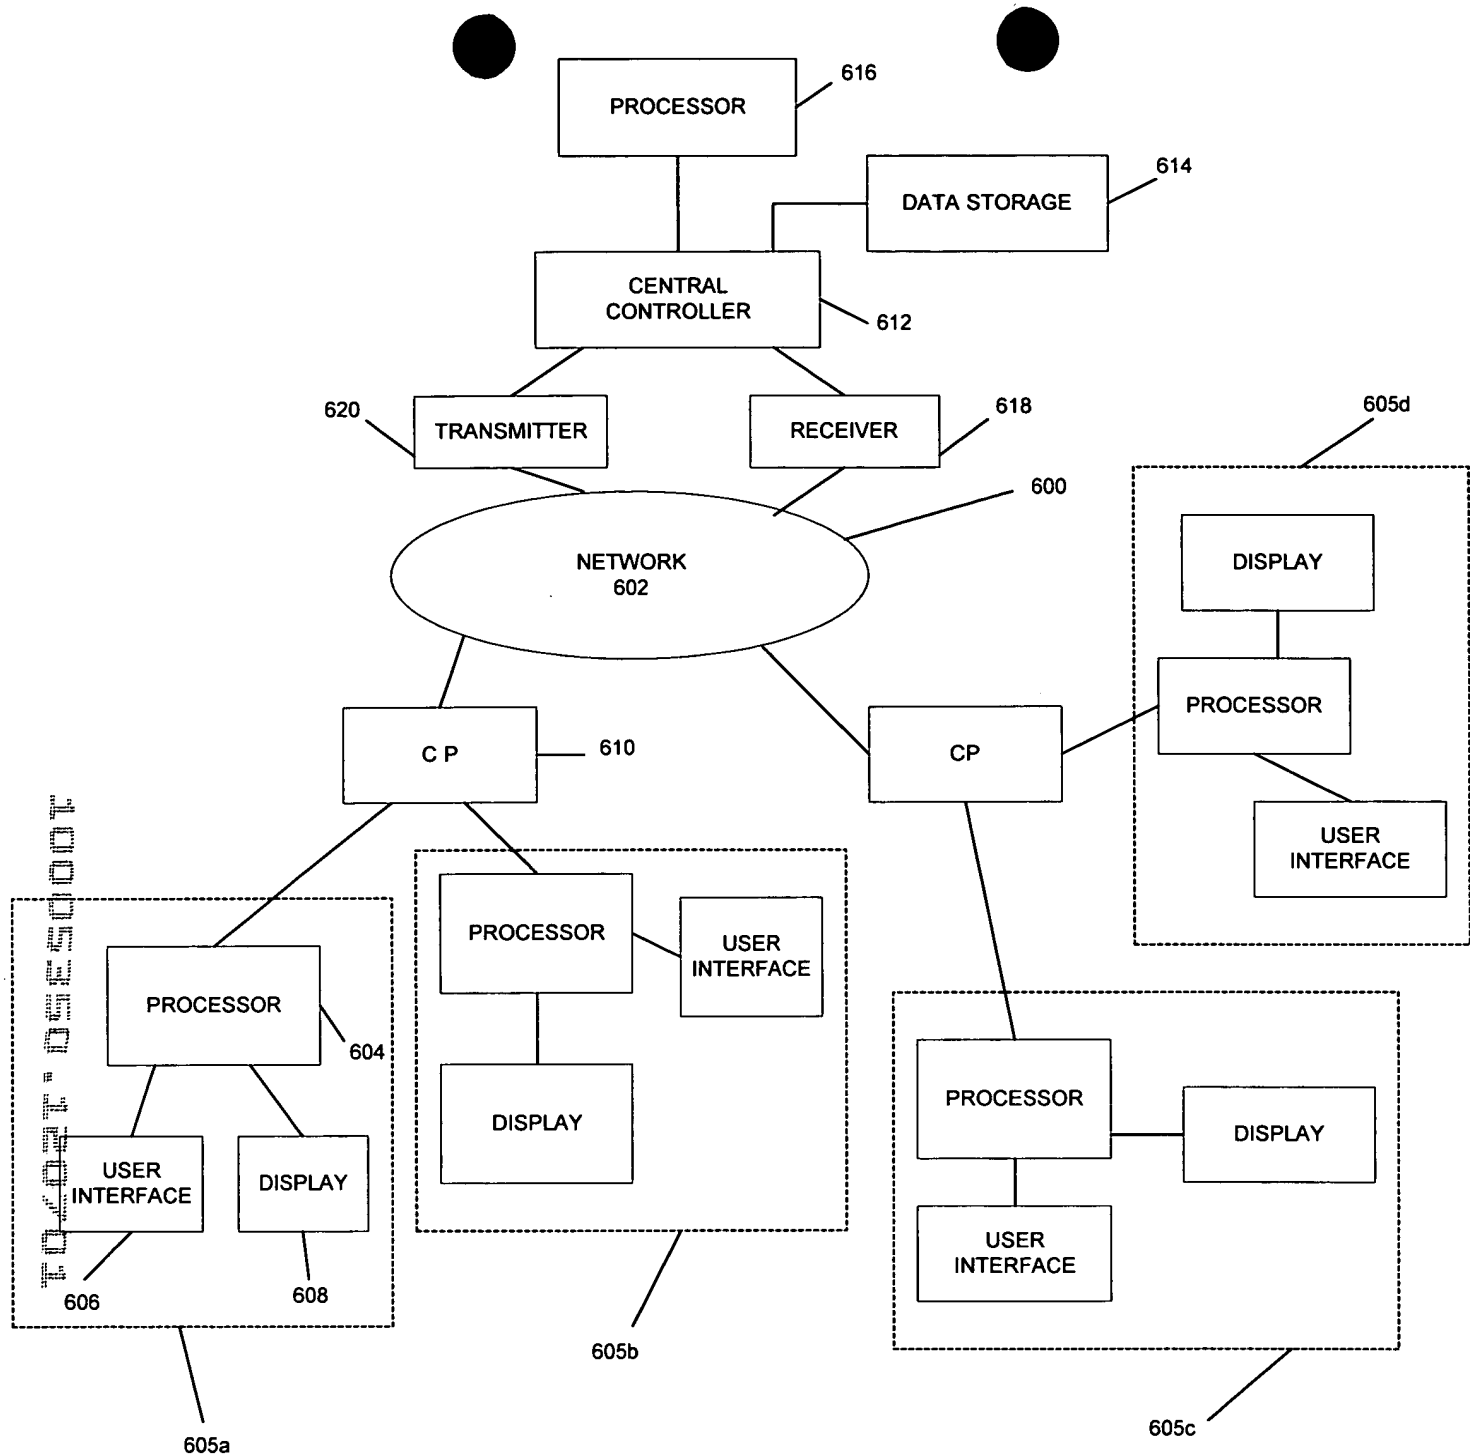 616
PROCESSOR
614
DATA STORAGE
CENTRAL
CONTROLLER
612
620
TRANSMITTER
RECEIVER
618
605d
600
NETWORK
602
DISPLAY
PROCESSOR
C P
610
CP
USER
INTERFACE
PROCESSOR
USER
INTERFACE
PROCESSOR
604
DISPLAY
PROCESSOR
DISPLAY
USER
INTERFACE
DISPLAY
USER
INTERFACE
606
608
605b
605c
605a